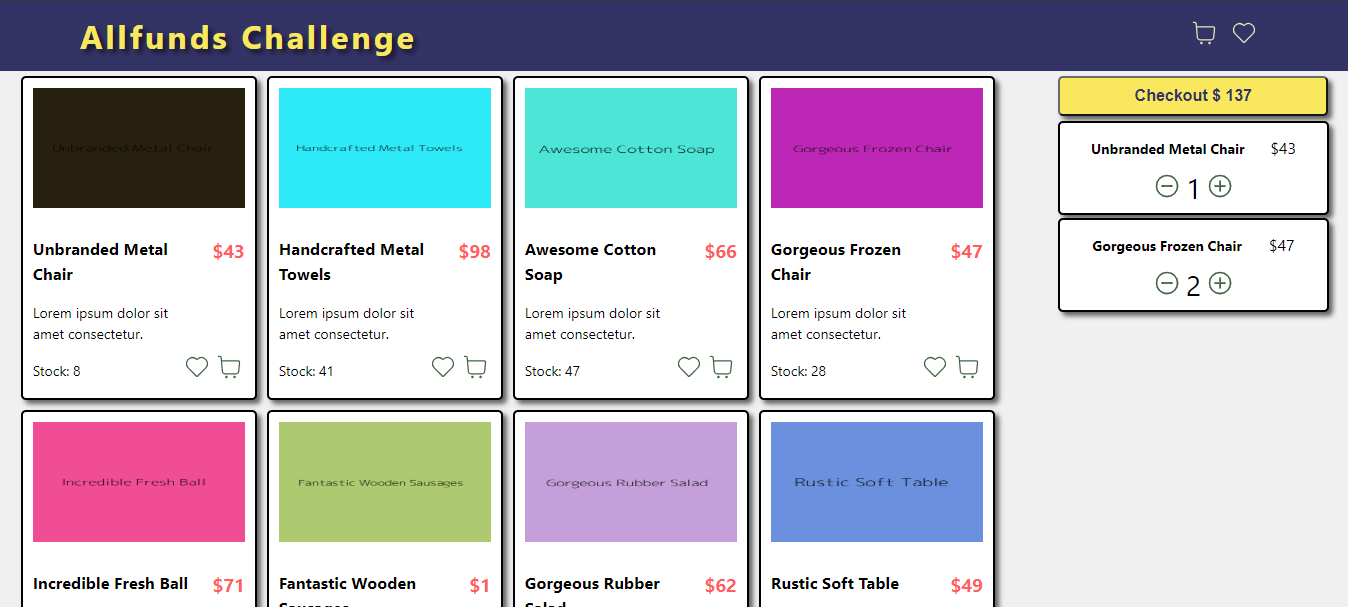 Allfunds Challenge
Unbranded Metal Chair
Handcrafted Metal Towels
Awesome Cotton Soap
Gorgeous Frozen Chair
Unbranded Metal
Chair
$43
Lorem ipsum dolor sit
amet consectetur.
Stock: 8
Handcrafted Metal
Towels
$98
Lorem ipsum dolor sit
amet consectetur.
Stock: 41
Awesome Cotton
Soap
$66
Lorem ipsum dolor sit
amet consectetur.
Stock: 47
Gorgeous Frozen
Chair
$47
Lorem ipsum dolor sit
amet consectetur.
Stock: 28
Incredible Fresh Ball
Fantastic Wooden Sausages
Gorgeous Rubber Salad
Rustic Soft Table
Incredible Fresh Ball
$71
Fantastic Wooden
Sausages
$1
Gorgeous Rubber
Salad
$62
Rustic Soft Table
$49
Checkout $ 137
Unbranded Metal Chair $43
1
Gorgeous Frozen Chair $47
2